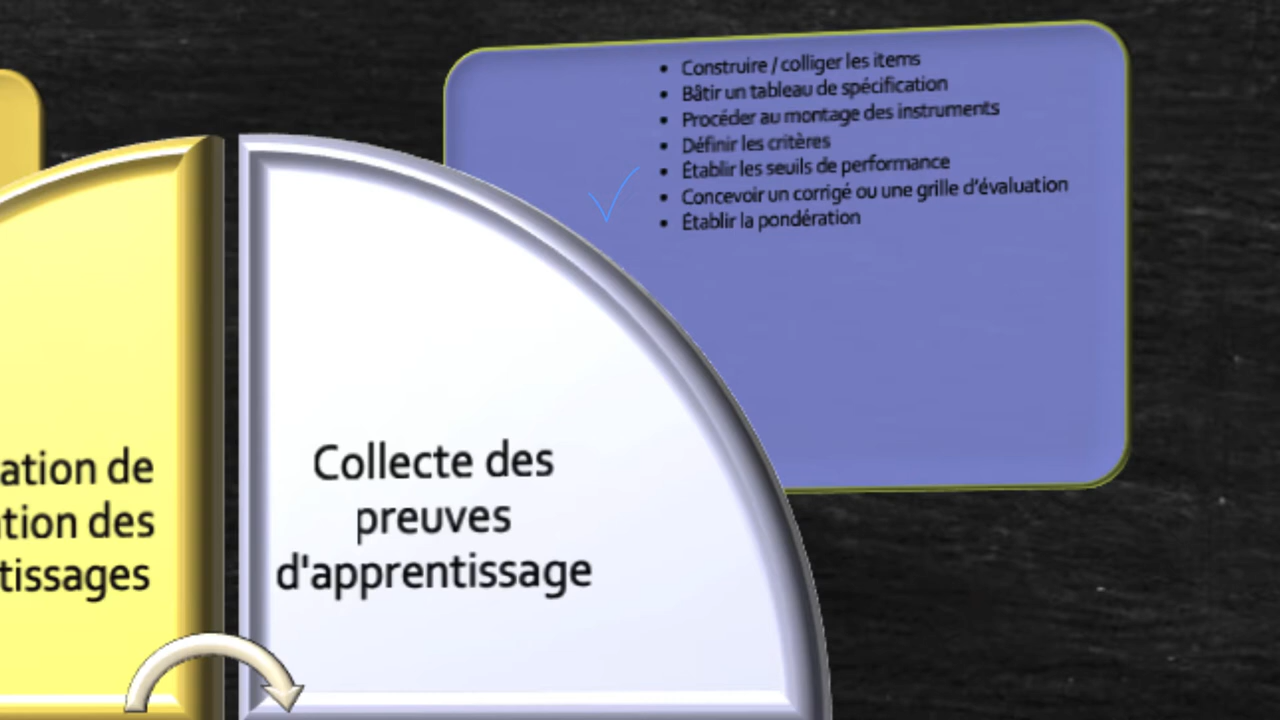 Construire / colliger les items
Bâtir un tableau de spécification
Procéder au montage des instruments
Définir les critères
Établir les seuils de performance
Concevoir un corrigé ou une grille d'évaluation
Établir la pondération
ation de
tion des
tissages
Collecte des
preuves
d'apprentissage